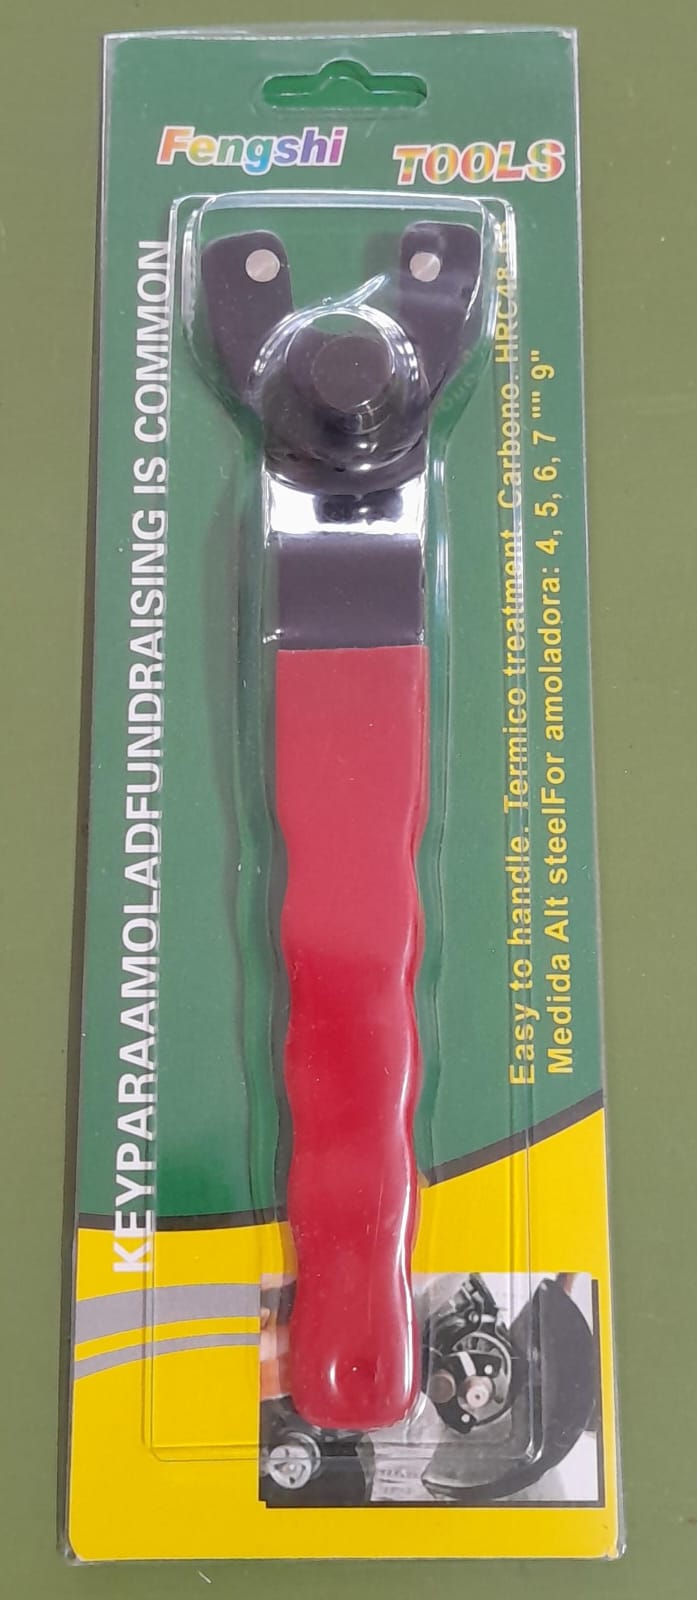 Fengshi TOOLS
KEYPARAAMOLADFUNDRAISING IS COMMON
Easy to handle. Termico treatment Carbono. HRC48
Medida Alt steelFor amoladora: 4, 5, 6, 7 "" 9"